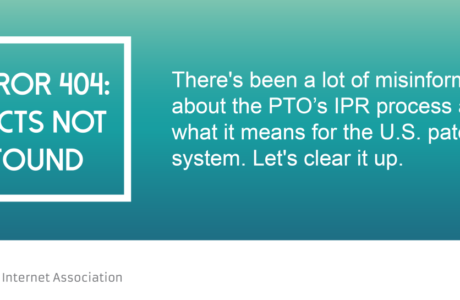 ROR 404:
CTS NOT
OUND
There's been a lot of misinform
about the PTO's IPR process a
what it means for the U.S. pate
system. Let's clear it up.
Internet Association